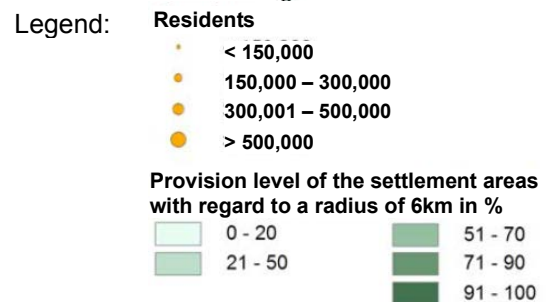 Legend:
Residents
< 150,000
150,000 – 300,000
300,001 – 500,000
> 500,000
Provision level of the settlement areas
with regard to a radius of 6km in %
0 - 20
21 - 50
51 - 70
71 - 90
91 - 100